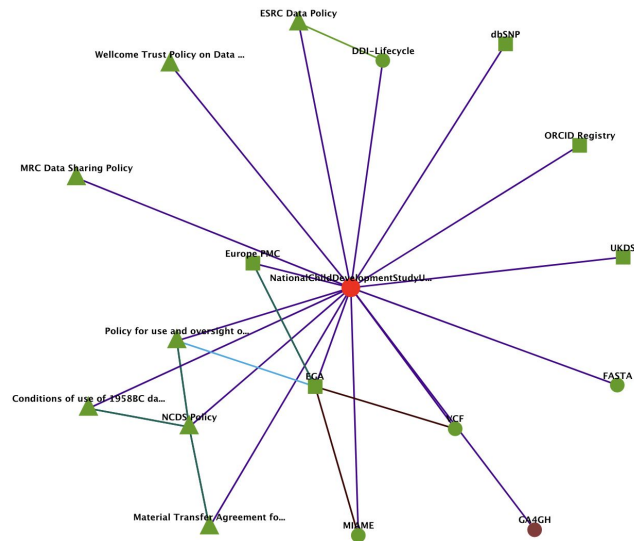 ESRC Data Policy
dbSNP
Wellcome Trust Policy on Data ...
DDI-Lifecycle
ORCID Registry
MRC Data Sharing Policy
UKDS
Europe PMC
NationalChildDevelopmentStudyU...
Policy for use and oversight o...
EGA
FASTA
Conditions of use of 1958BC da...
NCDS Policy
VCF
Material Transfer Agreement fo...
MIAME
GA4GH